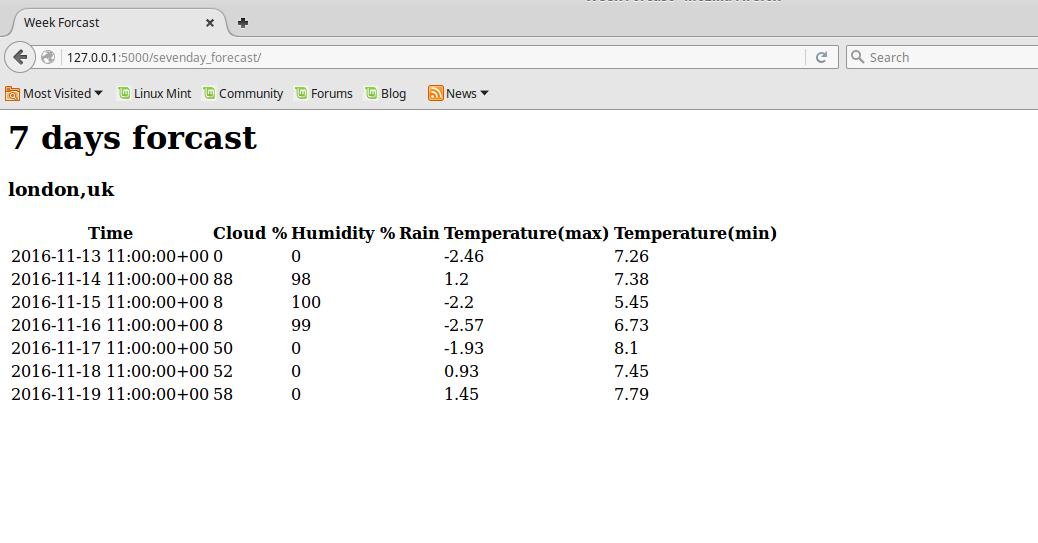 Week Forcast
127.0.0.1:5000/sevenday_forecast/ Search
Most Visited Linux Mint Community Forums Blog News
7 days forcast
london,uk
Time Cloud % Humidity % Rain Temperature(max) Temperature(min)
2016-11-13 11:00:00+00 0 0 -2.46 7.26
2016-11-14 11:00:00+00 88 98 1.2 7.38
2016-11-15 11:00:00+00 8 100 -2.2 5.45
2016-11-16 11:00:00+00 8 99 -2.57 6.73
2016-11-17 11:00:00+00 50 0 -1.93 8.1
2016-11-18 11:00:00+00 52 0 0.93 7.45
2016-11-19 11:00:00+00 58 0 1.45 7.79